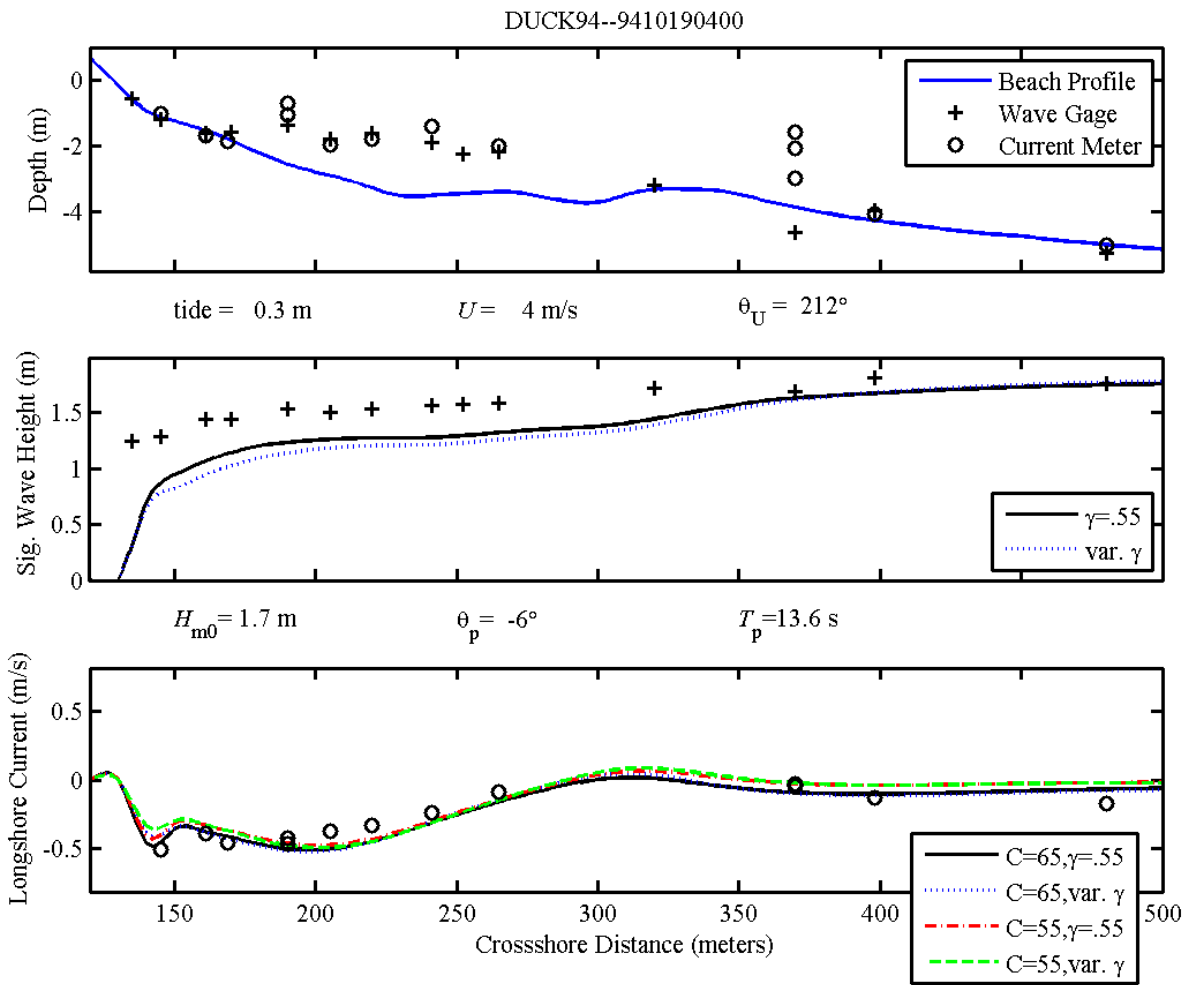 DUCK94--9410190400
Depth (m)
0
-2
-4
Beach Profile
Wave Gage
Current Meter
tide = 0.3 m U = 4 m/s θU = 212°
Sig. Wave Height (m)
1.5
1
0.5
0
γ=.55
var. γ
Hm0= 1.7 m θp = -6° Tp=13.6 s
Longshore Current (m/s)
0.5
0
-0.5
150 200 250 300 350 400 500
Crossshore Distance (meters)
C=65,γ=.55
C=65,var. γ
C=55,γ=.55
C=55,var. γ